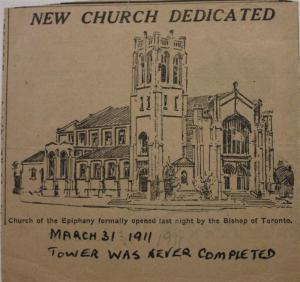 NEW CHURCH DEDICATED
Church of the Epiphany formally opened last night by the Bishop of Toronto.
MARCH 31 1911 1911
TOWER WAS NEVER COMPLETED